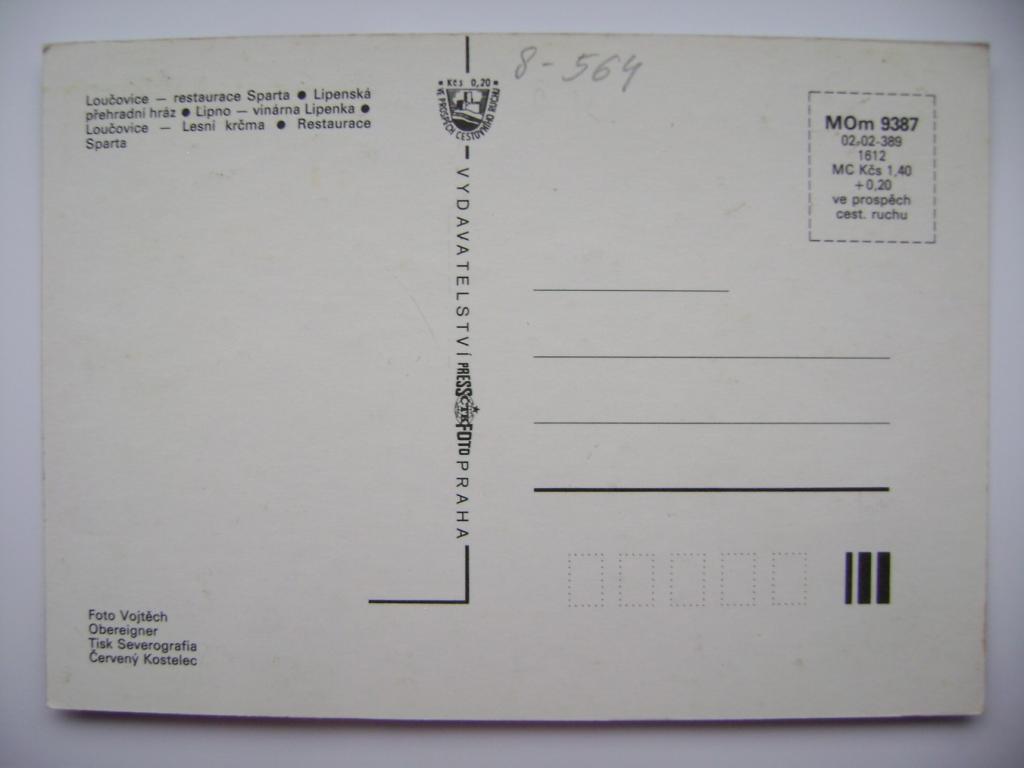 8-564
Loučovice — restaurace Sparta ● Lipenská
přehradní hráz ● Lipno — vinárna Lipenka ●
Loučovice — Lesní krčma ● Restaurace
Sparta
• Kčs 0,20 •
VE PROSPĚCH CESTOVNÍHO RUCHU
MOm 9387
02-02-389
1612
MC Kčs 1,40
+0,20
ve prospěch
cest. ruchu
VYDAVATELSTVÍ PRESS ČTK FOTO PRAHA
Foto Vojtěch
Obereigner
Tisk Severografia
Červený Kostelec